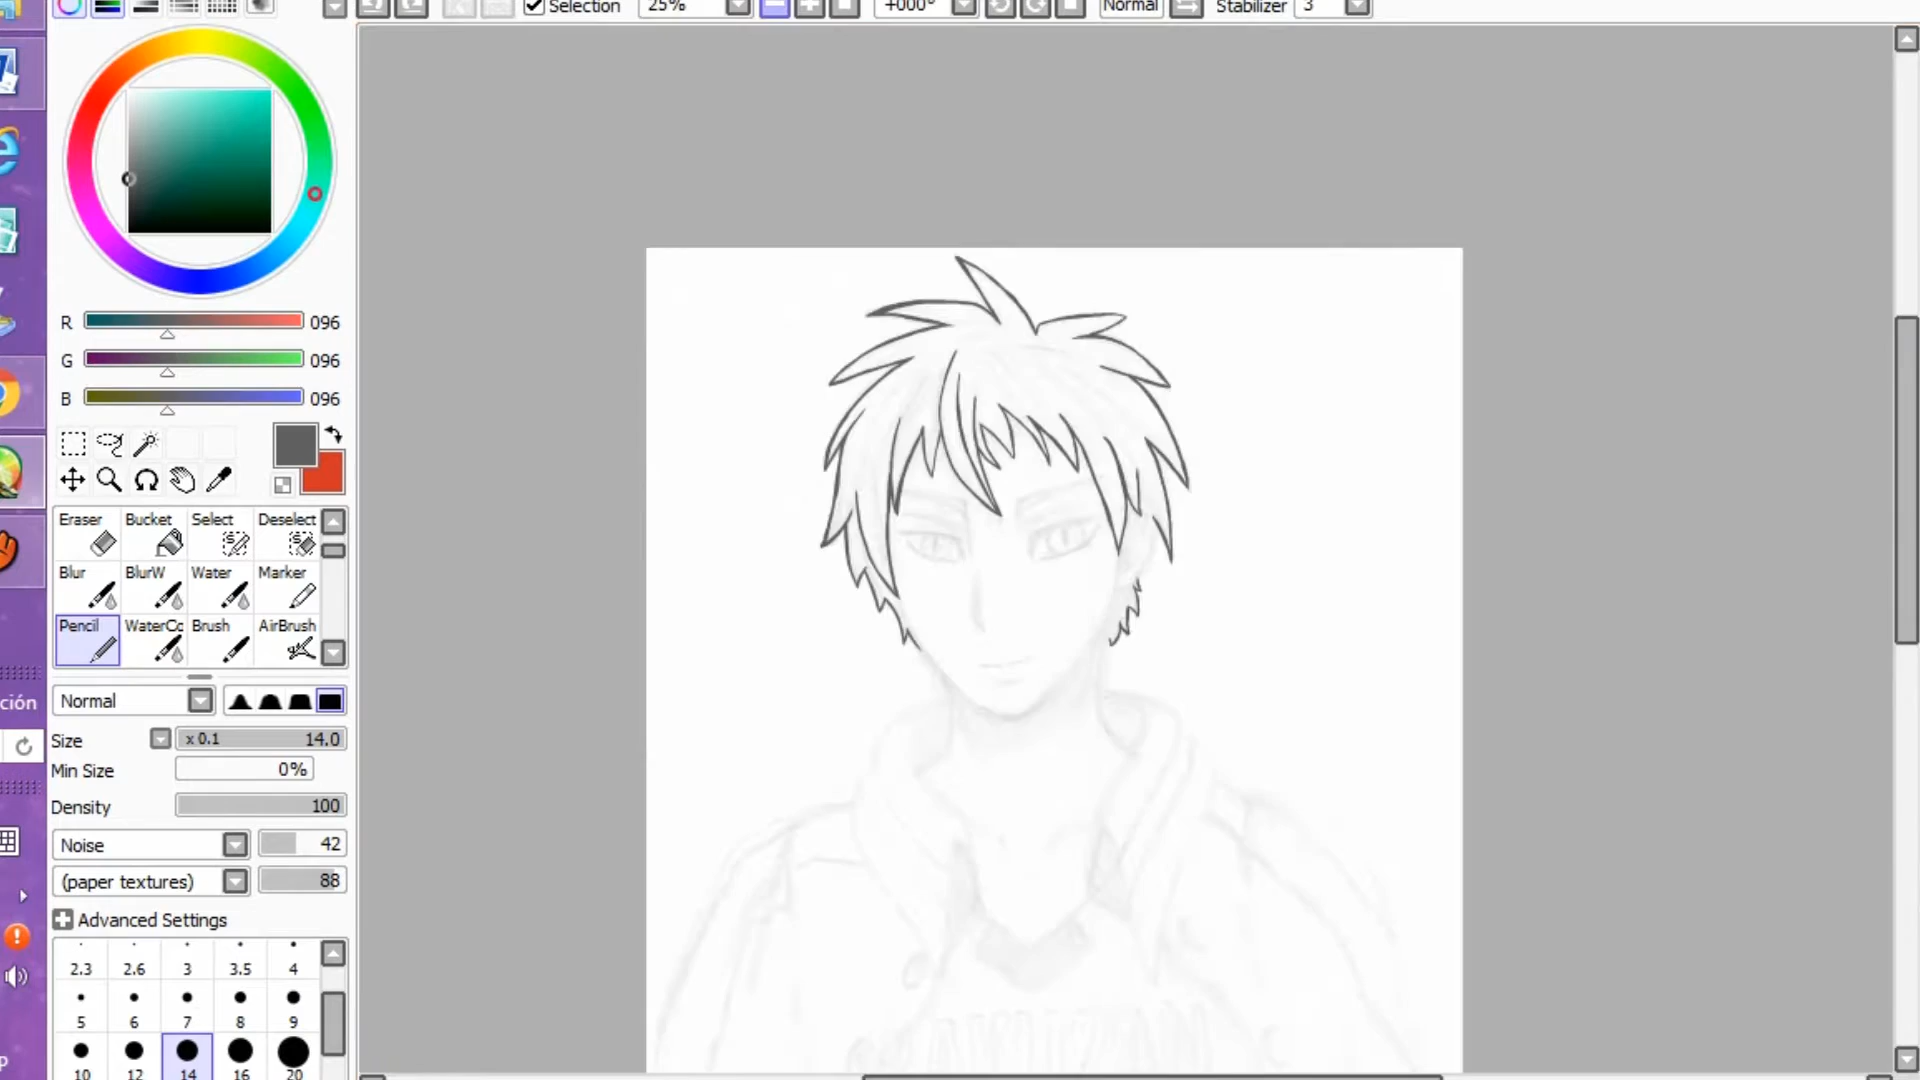 Selection 25% +000° Normal Stabilizer 3
R 096
G 096
B 096
Eraser Bucket Select Deselect
Blur BlurW Water Marker
Pencil WaterCo Brush AirBrush
Normal
ción
Size x 0.1 14.0
Min Size 0%
Density 100
Noise 42
(paper textures) 88
Advanced Settings
2.3 2.6 3 3.5 4
5 6 7 8 9
10 12 14 16 20